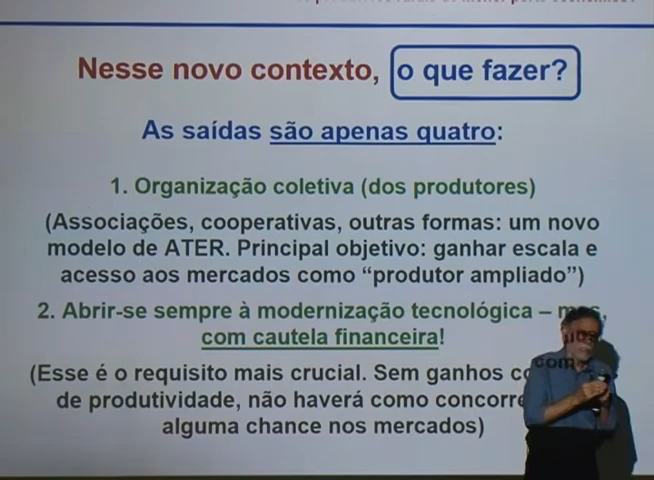 Nesse novo contexto, o que fazer?
As saídas são apenas quatro:
1. Organização coletiva (dos produtores)
(Associações, cooperativas, outras formas: um novo
modelo de ATER. Principal objetivo: ganhar escala e
acesso aos mercados como “produtor ampliado”)
2. Abrir-se sempre à modernização tecnológica – mas,
com cautela financeira!
(Esse é o requisito mais crucial. Sem ganhos
de produtividade, não haverá como com
alguma chance nos mercados)